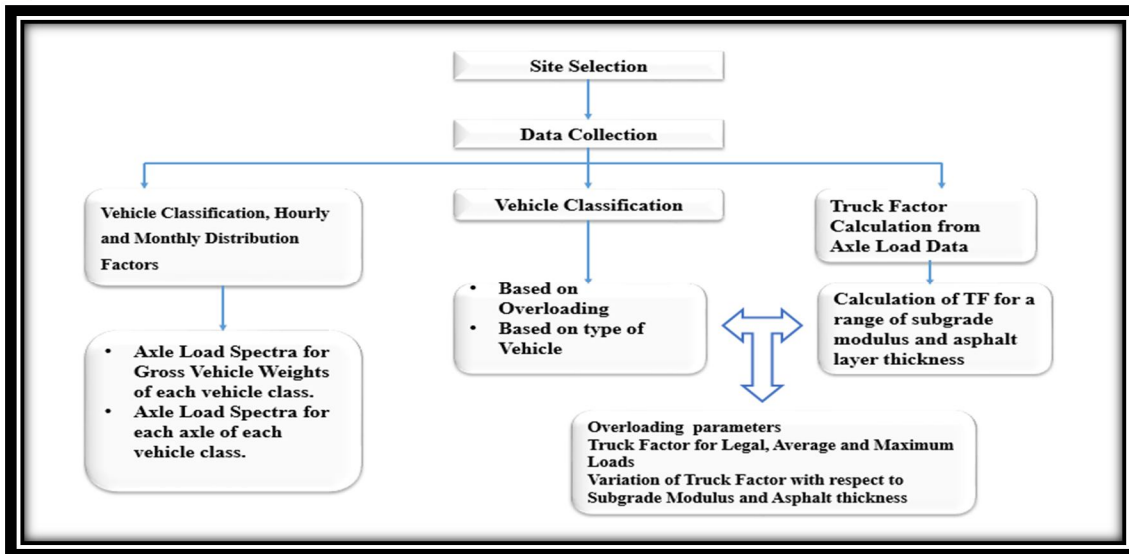 Site Selection
Data Collection
Vehicle Classification, Hourly
and Monthly Distribution
Factors
Vehicle Classification
Truck Factor
Calculation from
Axle Load Data
• Axle Load Spectra for
Gross Vehicle Weights
of each vehicle class.
• Axle Load Spectra for
each axle of each
vehicle class.
• Based on
Overloading
• Based on type of
Vehicle
Calculation of TF for a
range of subgrade
modulus and asphalt
layer thickness
Overloading parameters
Truck Factor for Legal, Average and Maximum
Loads
Variation of Truck Factor with respect to
Subgrade Modulus and Asphalt thickness